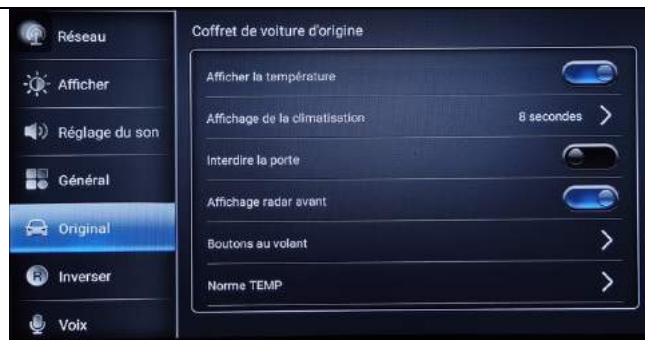 Réseau
Afficher
Réglage du son
Général
Original
R Inverser
Voix
Coffret de voiture d'origine
Afficher la température
Affichage de la climatisation 8 secondes
Interdire la porte
Affichage radar avant
Boutons au volant
Norme TEMP